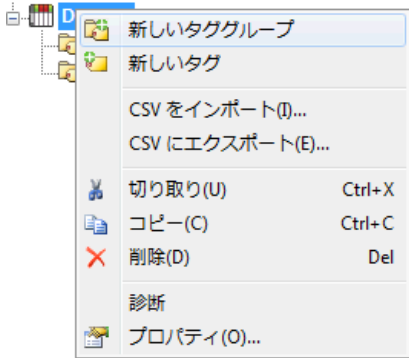 D
新しいタググループ
新しいタグ
CSV をインポート(I)...
CSV にエクスポート(E)...
切り取り(U) Ctrl+X
コピー(C) Ctrl+C
削除(D) Del
診断
プロパティ(O)...